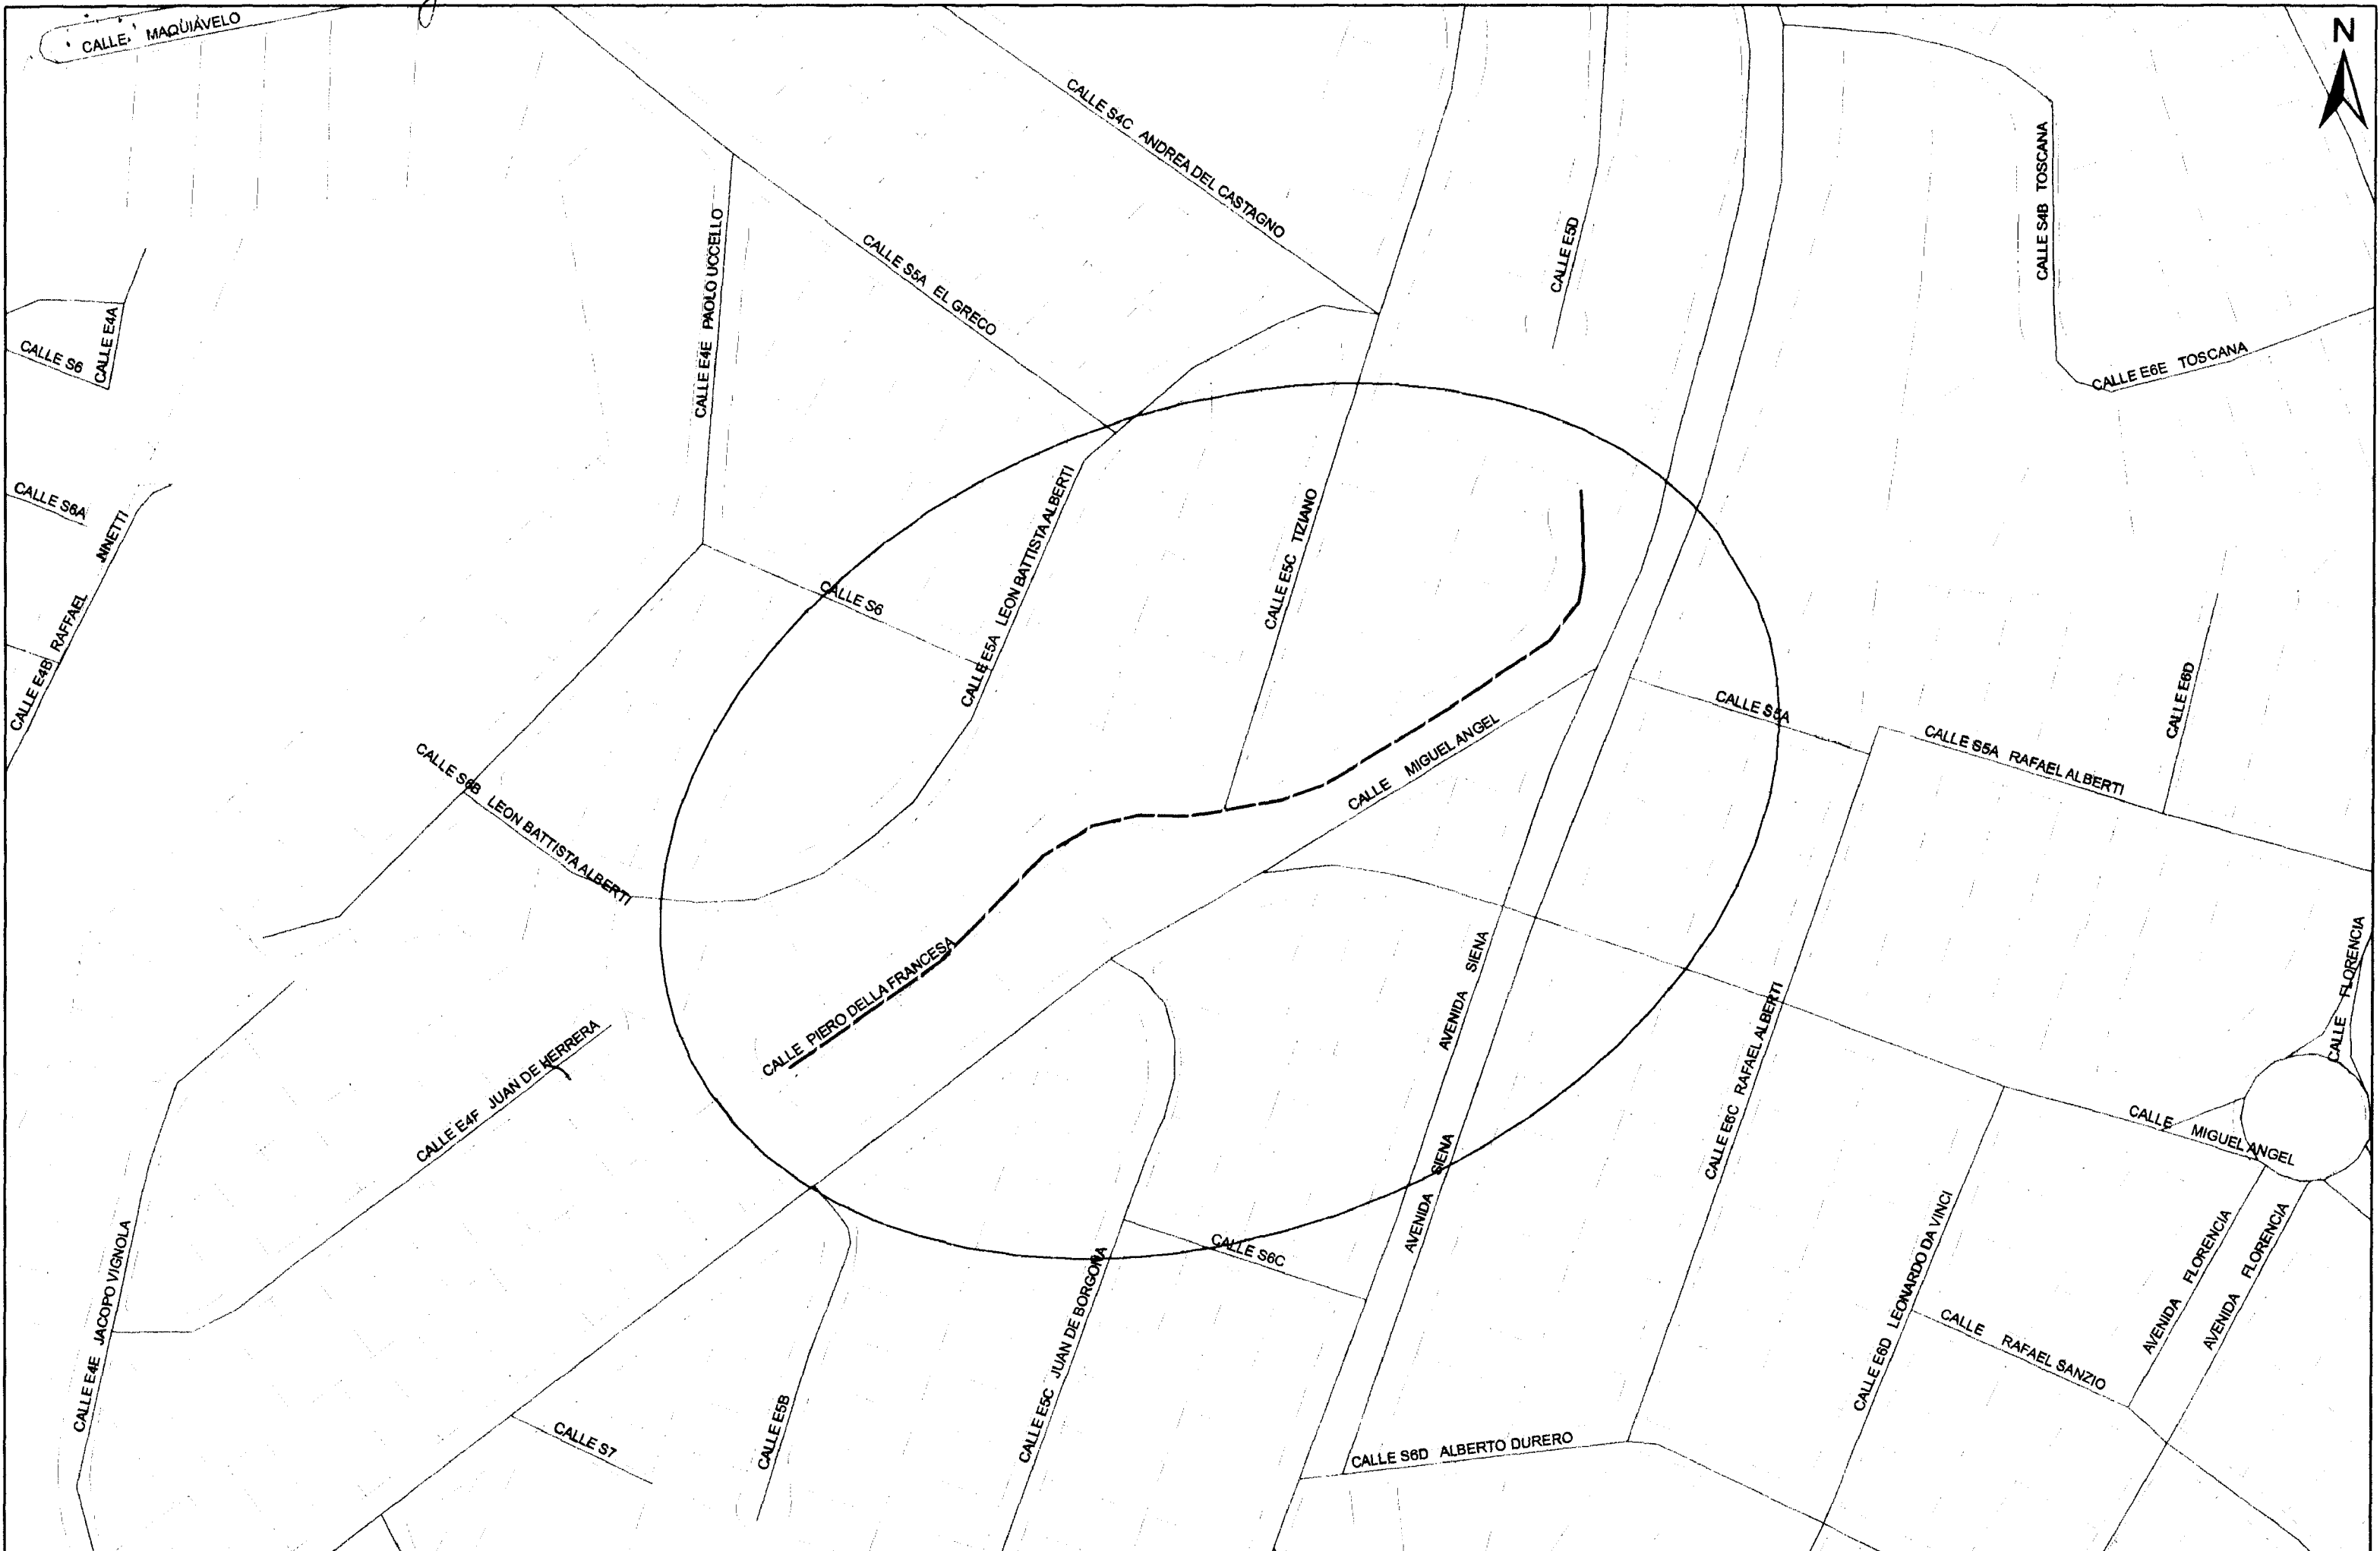 CALLE MAQUIAVELO
N
CALLE S4C ANDREA DEL CASTAGNO
CALLE S4B TOSCANA
CALLE E4E PAOLO UCCELLO
CALLE S5A EL GRECO
CALLE E5D
CALLE S6
CALLE E4A
CALLE E6E TOSCANA
CALLE S6A
CALLE E4B RAFFAEL NNETTI
CALLE S6
CALLE E5A LEON BATTISTA ALBERTI
CALLE E5C TIZIANO
CALLE S5A
CALLE E6D
CALLE S5A RAFAEL ALBERTI
CALLE MIGUEL ANGEL
CALLE S6B LEON BATTISTA ALBERTI
CALLE PIERO DELLA FRANCESA
AVENIDA SIENA
CALLE E6C RAFAEL ALBERTI
CALLE FLORENCIA
CALLE E4F JUAN DE HERRERA
CALLE MIGUEL ANGEL
AVENIDA SIENA
CALLE S6C
CALLE E4E JACOPO VIGNOLA
CALLE E5C JUAN DE BORGOÑA
CALLE E6D LEONARDO DA VINCI
AVENIDA FLORENCIA
AVENIDA FLORENCIA
CALLE RAFAEL SANZIO
CALLE S7
CALLE E5B
CALLE S6D ALBERTO DURERO